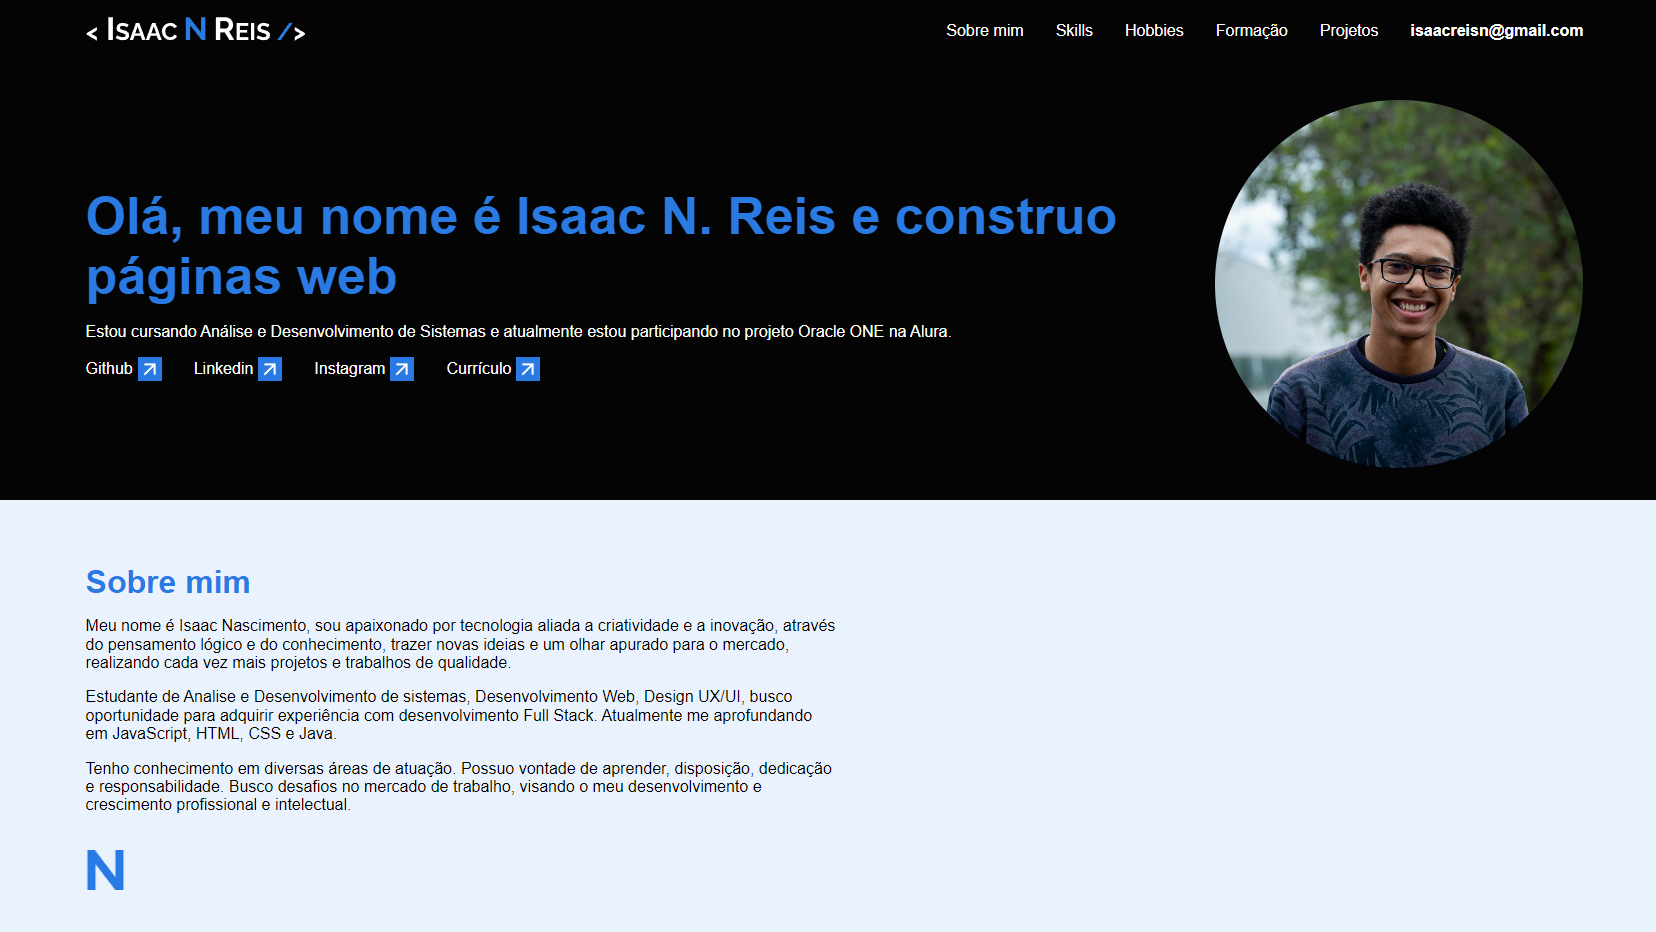 < Isaac N Reis />
Sobre mim Skills Hobbies Formação Projetos isaacreisn@gmail.com
Olá, meu nome é Isaac N. Reis e construo
páginas web
Estou cursando Análise e Desenvolvimento de Sistemas e atualmente estou participando no projeto Oracle ONE na Alura.
Github Linkedin Instagram Currículo
Sobre mim
Meu nome é Isaac Nascimento, sou apaixonado por tecnologia aliada a criatividade e a inovação, através
do pensamento lógico e do conhecimento, trazer novas ideias e um olhar apurado para o mercado,
realizando cada vez mais projetos e trabalhos de qualidade.
Estudante de Analise e Desenvolvimento de sistemas, Desenvolvimento Web, Design UX/UI, busco
oportunidade para adquirir experiência com desenvolvimento Full Stack. Atualmente me aprofundando
em JavaScript, HTML, CSS e Java.
Tenho conhecimento em diversas áreas de atuação. Possuo vontade de aprender, disposição, dedicação
e responsabilidade. Busco desafios no mercado de trabalho, visando o meu desenvolvimento e
crescimento profissional e intelectual.
N